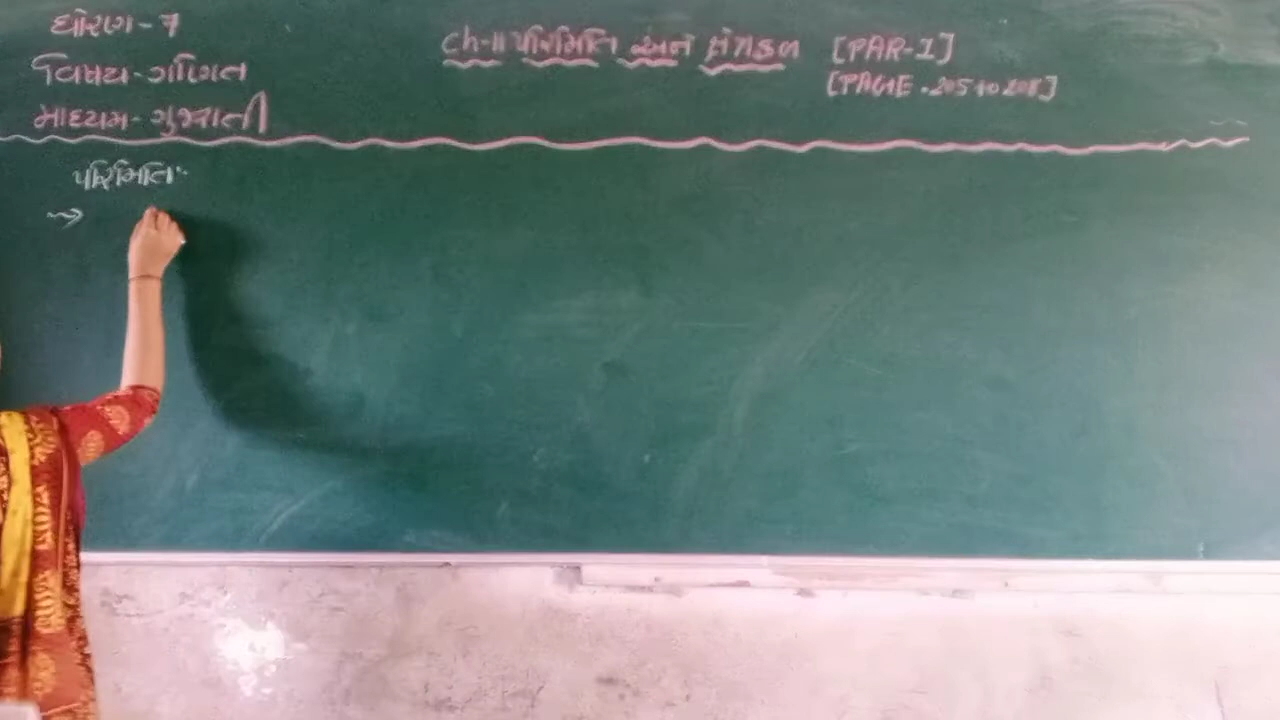 ધોરણ - 7
વિષય - ગણિત
માધ્યમ - ગુજરાતી
Ch-11 પરિમિતિ અને ક્ષેત્રફળ [PAR-1]
[PAGE. 205 to 208]
પરિમિતિ:
→